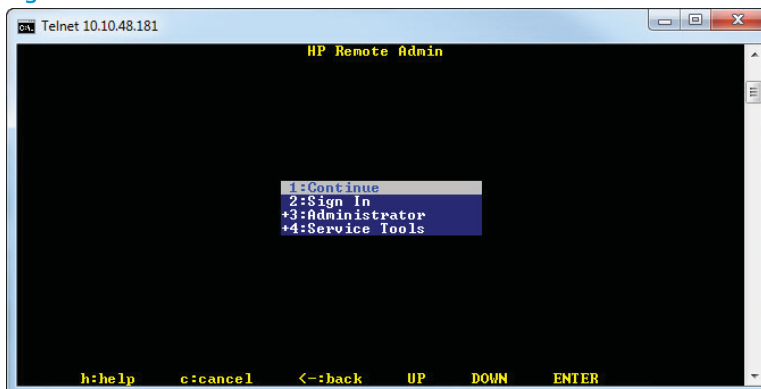 Telnet 10.10.48.181
HP Remote Admin
1:Continue
2:Sign In
+3:Administrator
+4:Service Tools
h:help c:cancel <-:back UP DOWN ENTER